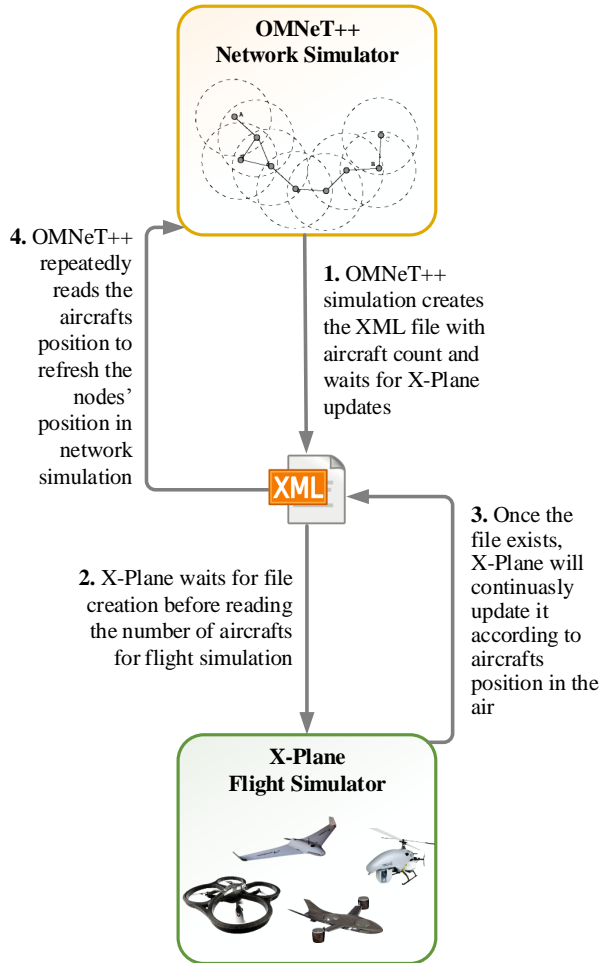 OMNeT++
Network Simulator
A
B
4. OMNeT++
repeatedly
reads the
aircrafts
position to
refresh the
nodes’
position in
network
simulation
1. OMNeT++
simulation creates
the XML file with
aircraft count and
waits for X-Plane
updates
XML
2. X-Plane waits for file
creation before reading
the number of aircrafts
for flight simulation
3. Once the
file exists,
X-Plane will
continuasly
update it
according to
aircrafts
position in the
air
X-Plane
Flight Simulator